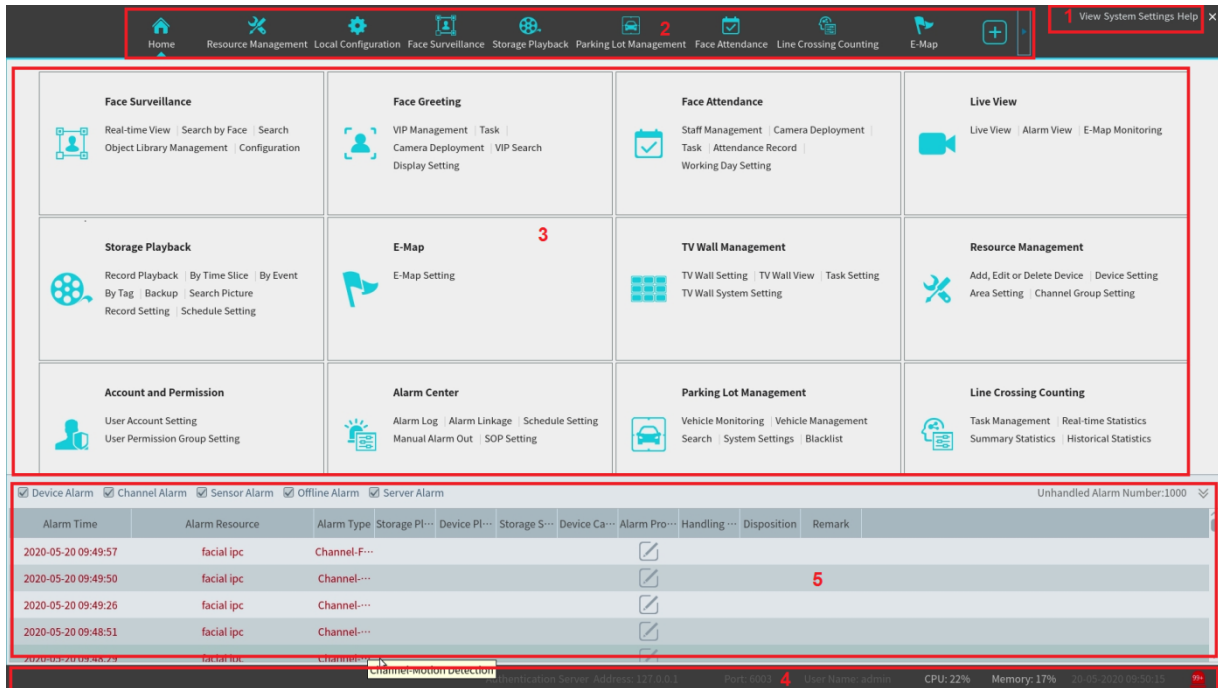 1 View System Settings Help ×
Home Resource Management Local Configuration Face Surveillance Storage Playback Parking Lot Management Face Attendance Line Crossing Counting E-Map
2
Face Surveillance
Real-time View | Search by Face | Search
Object Library Management | Configuration
Face Greeting
VIP Management | Task |
Camera Deployment | VIP Search
Display Setting
Face Attendance
Staff Management | Camera Deployment |
Task | Attendance Record |
Working Day Setting
Live View
Live View | Alarm View | E-Map Monitoring
Storage Playback
Record Playback | By Time Slice | By Event
By Tag | Backup | Search Picture
Record Setting | Schedule Setting
E-Map
E-Map Setting
3
TV Wall Management
TV Wall Setting | TV Wall View | Task Setting
TV Wall System Setting
Resource Management
Add, Edit or Delete Device | Device Setting
Area Setting | Channel Group Setting
Account and Permission
User Account Setting
User Permission Group Setting
Alarm Center
Alarm Log | Alarm Linkage | Schedule Setting
Manual Alarm Out | SOP Setting
Parking Lot Management
Vehicle Monitoring | Vehicle Management
Search | System Settings | Blacklist
Line Crossing Counting
Task Management | Real-time Statistics
Summary Statistics | Historical Statistics
Device Alarm Channel Alarm Sensor Alarm Offline Alarm Server Alarm Unhandled Alarm Number:1000
Alarm Time Alarm Resource Alarm Type Storage Pl··· Device Pl··· Storage S··· Device Ca··· Alarm Pro··· Handling ··· Disposition Remark
2020-05-20 09:49:57 facial ipc Channel-F···
2020-05-20 09:49:50 facial ipc Channel-···
5
2020-05-20 09:49:26 facial ipc Channel-···
2020-05-20 09:48:51 facial ipc Channel-···
2020-05-20 09:48:29 facial ipc Channel-···
Channel-Motion Detection
Authentication Server Address: 127.0.0.1 Port: 6003 4 User Name: admin CPU: 22% Memory: 17% 20-05-2020 09:50:15 99+